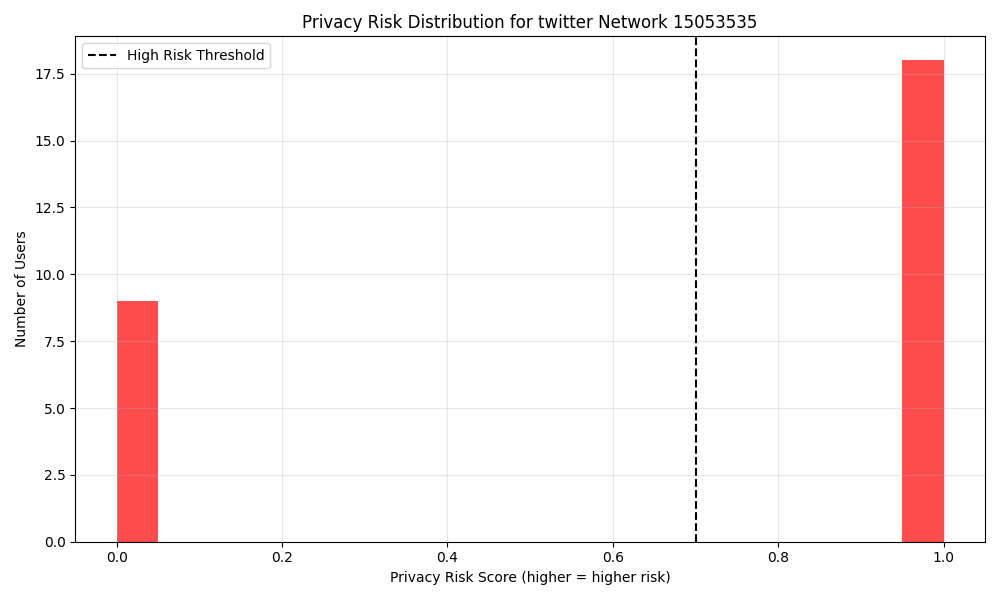 Privacy Risk Distribution for twitter Network 15053535
High Risk Threshold
17.5
15.0
12.5
10.0
7.5
5.0
2.5
0.0
Number of Users
0.0 0.2 0.4 0.6 0.8 1.0
Privacy Risk Score (higher = higher risk)